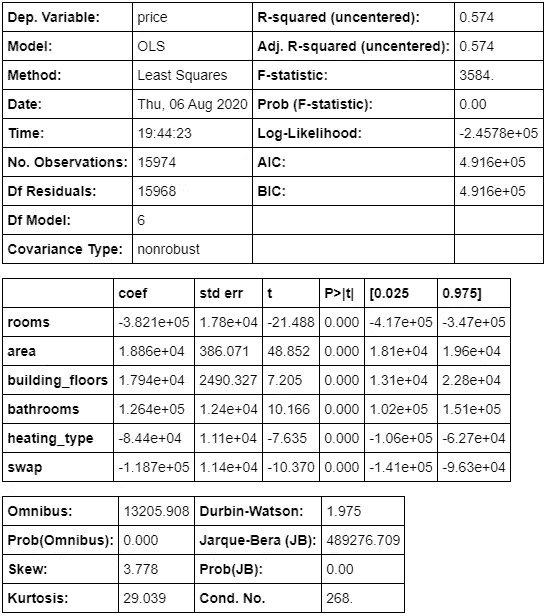 Dep. Variable: price R-squared (uncentered): 0.574
Model: OLS Adj. R-squared (uncentered): 0.574
Method: Least Squares F-statistic: 3584.
Date: Thu, 06 Aug 2020 Prob (F-statistic): 0.00
Time: 19:44:23 Log-Likelihood: -2.4578e+05
No. Observations: 15974 AIC: 4.916e+05
Df Residuals: 15968 BIC: 4.916e+05
Df Model: 6
Covariance Type: nonrobust
coef std err t P>|t| [0.025 0.975]
rooms -3.821e+05 1.78e+04 -21.488 0.000 -4.17e+05 -3.47e+05
area 1.886e+04 386.071 48.852 0.000 1.81e+04 1.96e+04
building_floors 1.794e+04 2490.327 7.205 0.000 1.31e+04 2.28e+04
bathrooms 1.264e+05 1.24e+04 10.166 0.000 1.02e+05 1.51e+05
heating_type -8.44e+04 1.11e+04 -7.635 0.000 -1.06e+05 -6.27e+04
swap -1.187e+05 1.14e+04 -10.370 0.000 -1.41e+05 -9.63e+04
Omnibus: 13205.908 Durbin-Watson: 1.975
Prob(Omnibus): 0.000 Jarque-Bera (JB): 489276.709
Skew: 3.778 Prob(JB): 0.00
Kurtosis: 29.039 Cond. No. 268.